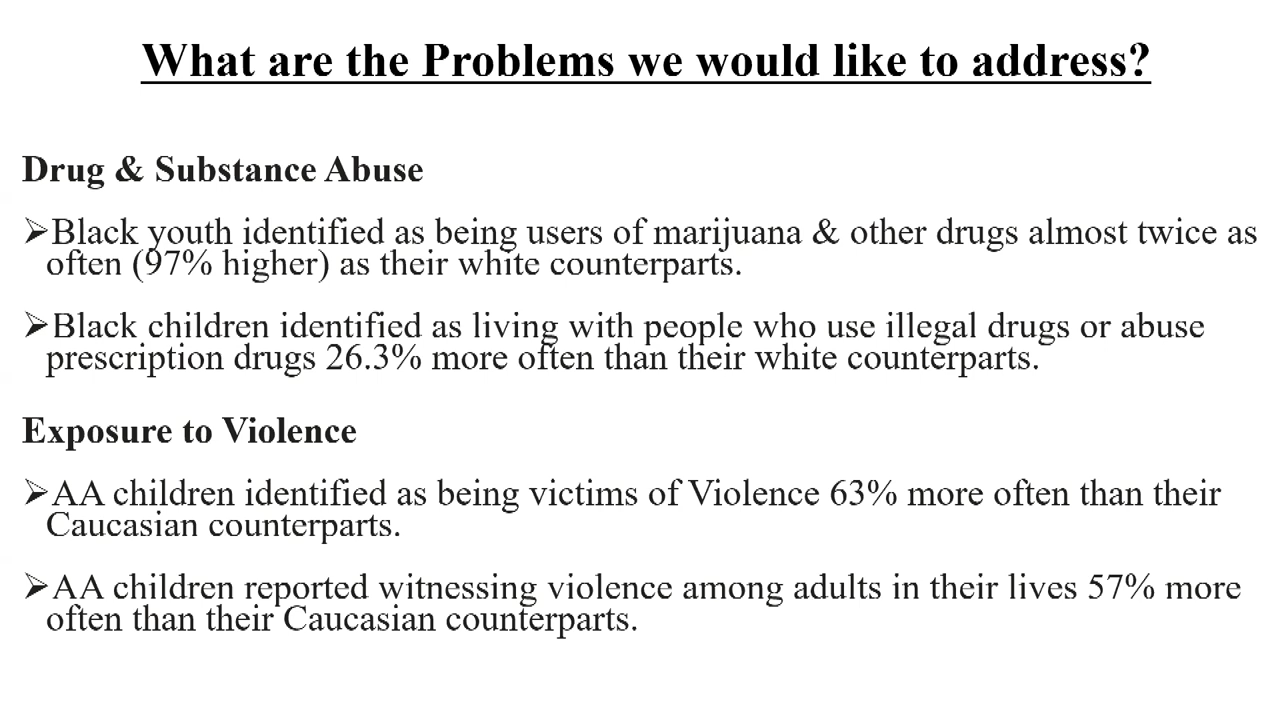 What are the Problems we would like to address?
Drug & Substance Abuse
➢Black youth identified as being users of marijuana & other drugs almost twice as
often (97% higher) as their white counterparts.
➢Black children identified as living with people who use illegal drugs or abuse
prescription drugs 26.3% more often than their white counterparts.
Exposure to Violence
➢AA children identified as being victims of Violence 63% more often than their
Caucasian counterparts.
➢AA children reported witnessing violence among adults in their lives 57% more
often than their Caucasian counterparts.